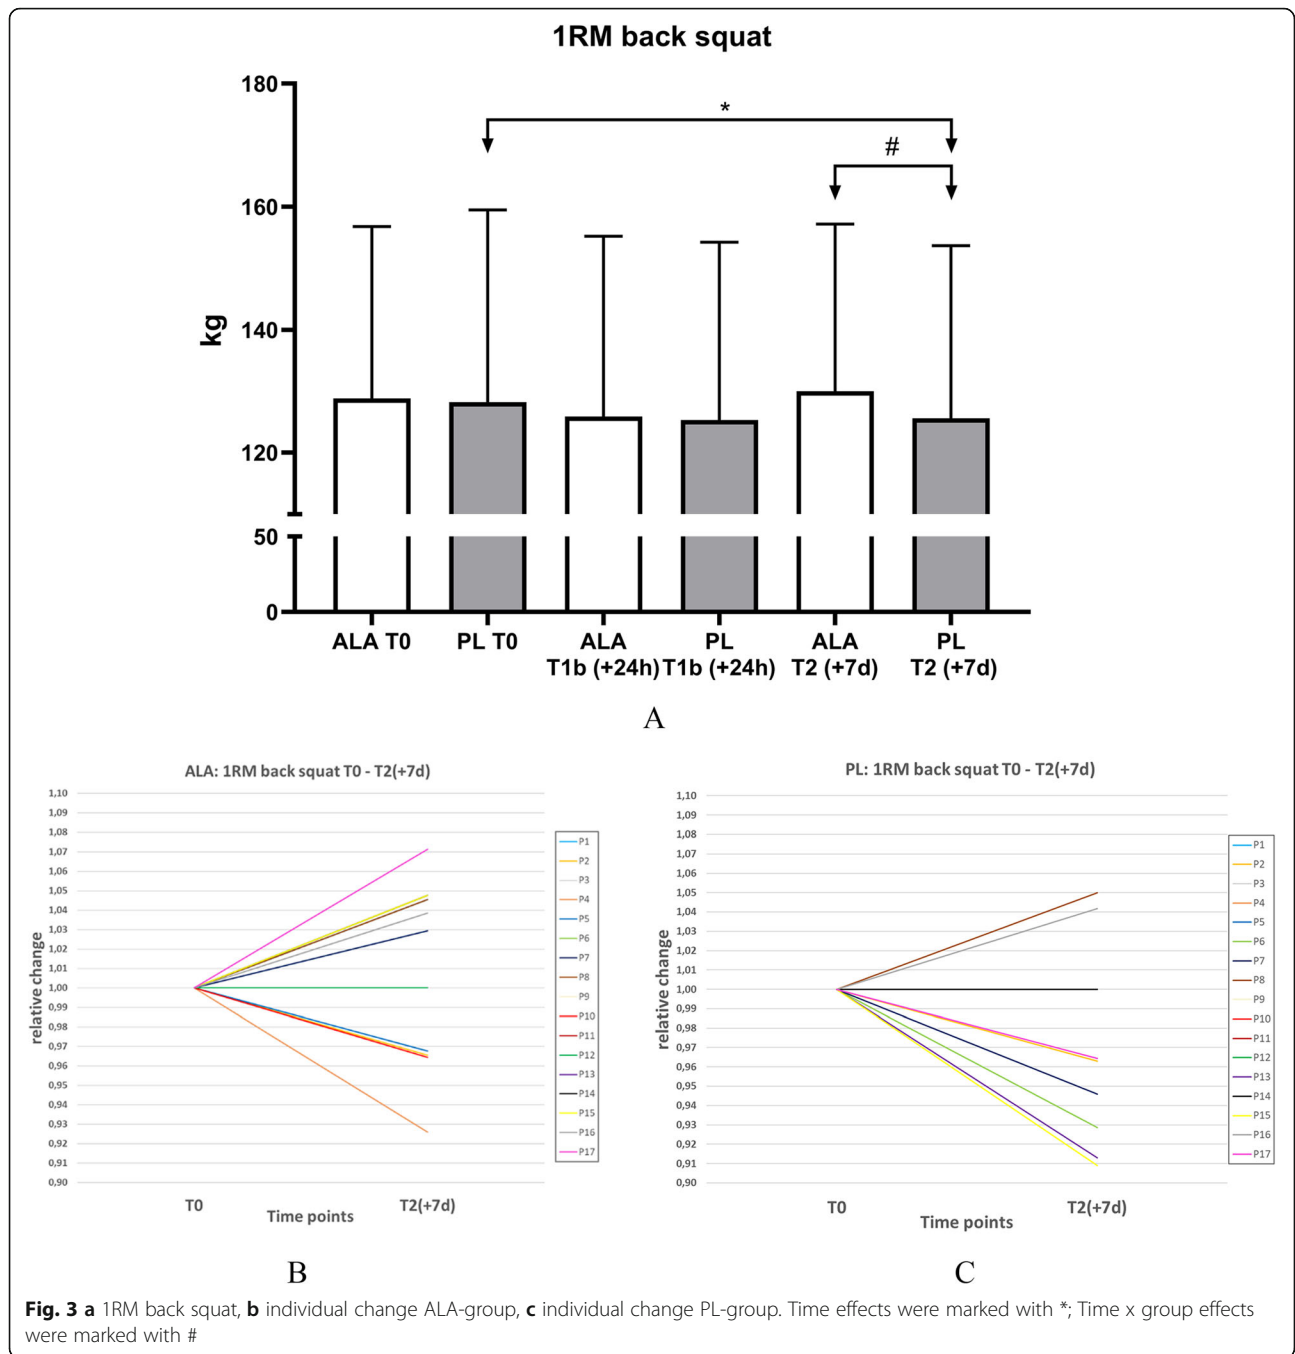 1RM back squat
180
160
140
120
50
0
kg
*
#
ALA T0
PL T0
ALA
T1b (+24h)
PL
T1b (+24h)
ALA
T2 (+7d)
PL
T2 (+7d)
A
ALA: 1RM back squat T0 - T2(+7d)
1,10
1,09
1,08
1,07
1,06
1,05
1,04
1,03
1,02
1,01
1,00
0,99
0,98
0,97
0,96
0,95
0,94
0,93
0,92
0,91
0,90
relative change
T0
T2(+7d)
Time points
P1
P2
P3
P4
P5
P6
P7
P8
P9
P10
P11
P12
P13
P14
P15
P16
P17
B
PL: 1RM back squat T0 - T2(+7d)
1,10
1,09
1,08
1,07
1,06
1,05
1,04
1,03
1,02
1,01
1,00
0,99
0,98
0,97
0,96
0,95
0,94
0,93
0,92
0,91
0,90
relative change
T0
T2(+7d)
Time points
P1
P2
P3
P4
P5
P6
P7
P8
P9
P10
P11
P12
P13
P14
P15
P16
P17
C
Fig. 3 a 1RM back squat, b individual change ALA-group, c individual change PL-group. Time effects were marked with *; Time x group effects
were marked with #